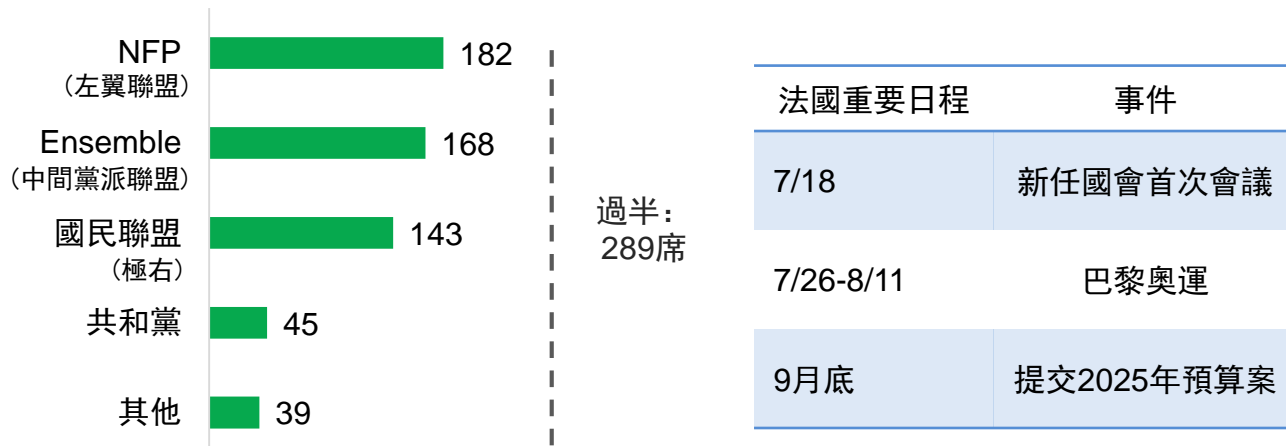 NFP
（左翼聯盟）
182
Ensemble
（中間黨派聯盟）
168
國民聯盟
（極右）
143
共和黨
45
其他
39
過半：
289席
法國重要日程 事件
7/18 新任國會首次會議
7/26-8/11 巴黎奧運
9月底 提交2025年預算案